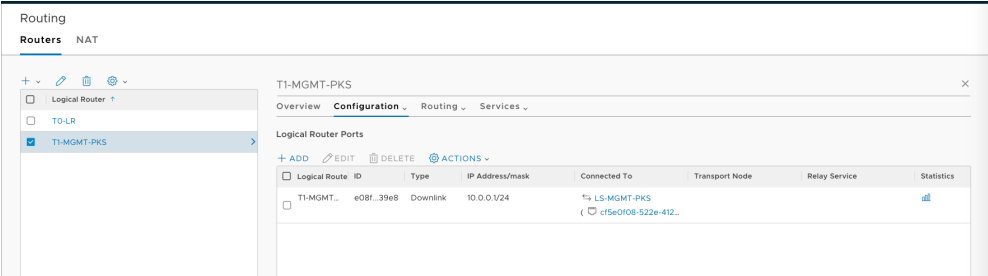 Routing
Routers NAT
T1-MGMT-PKS
Logical Router ↑
Overview Configuration Routing Services
TO-LR
Logical Router Ports
T1-MGMT-PKS
+ ADD EDIT DELETE ACTIONS
Logical Route ID Type IP Address/mask Connected To Transport Node Relay Service Statistics
T1-MGMT... e08f...39e8 Downlink 10.0.0.1/24 LS-MGMT-PKS
( cf5e0f08-522e-412...